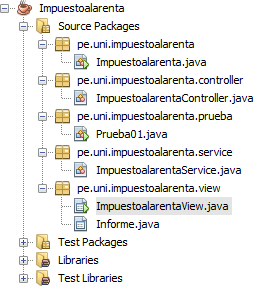 Impuestoalarenta
Source Packages
pe.uni.impuestoalarenta
Impuestoalarenta.java
pe.uni.impuestoalarenta.controller
ImpuestoalarentaController.java
pe.uni.impuestoalarenta.prueba
Prueba01.java
pe.uni.impuestoalarenta.service
ImpuestoalarentaService.java
pe.uni.impuestoalarenta.view
ImpuestoalarentaView.java
Informe.java
Test Packages
Libraries
Test Libraries